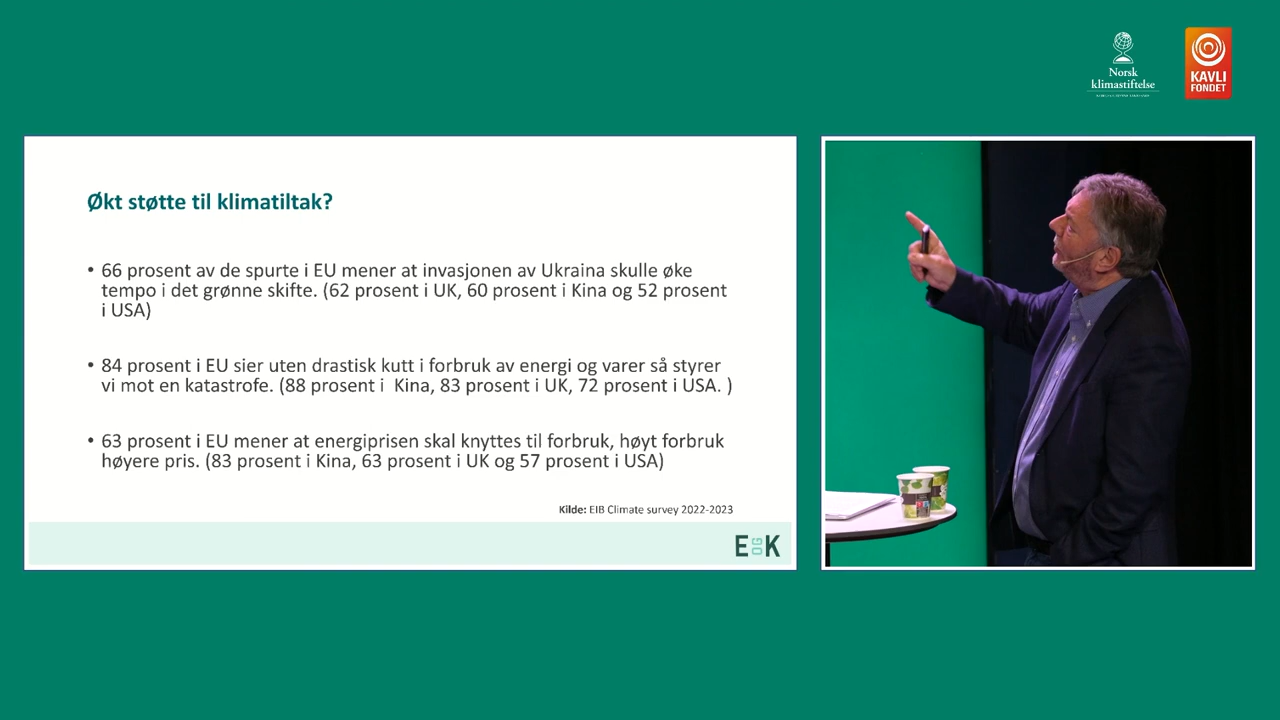 Norsk
klimastiftelse
KAVLI
FONDET
Økt støtte til klimatiltak?
• 66 prosent av de spurte i EU mener at invasjonen av Ukraina skulle øke
tempo i det grønne skifte. (62 prosent i UK, 60 prosent i Kina og 52 prosent
i USA)
• 84 prosent i EU sier uten drastisk kutt i forbruk av energi og varer så styrer
vi mot en katastrofe. (88 prosent i  Kina, 83 prosent i UK, 72 prosent i USA. )
• 63 prosent i EU mener at energiprisen skal knyttes til forbruk, høyt forbruk
høyere pris. (83 prosent i Kina, 63 prosent i UK og 57 prosent i USA)
Kilde: EIB Climate survey 2022-2023
E OG K